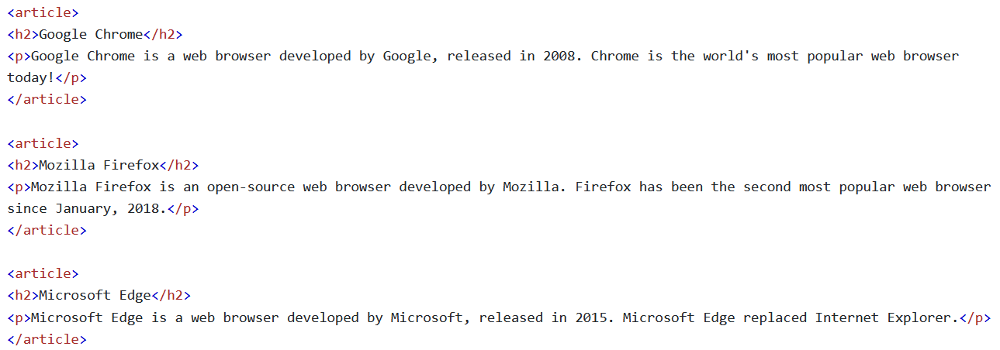 <article>
<h2>Google Chrome</h2>
<p>Google Chrome is a web browser developed by Google, released in 2008. Chrome is the world's most popular web browser
today!</p>
</article>

<article>
<h2>Mozilla Firefox</h2>
<p>Mozilla Firefox is an open-source web browser developed by Mozilla. Firefox has been the second most popular web browser
since January, 2018.</p>
</article>

<article>
<h2>Microsoft Edge</h2>
<p>Microsoft Edge is a web browser developed by Microsoft, released in 2015. Microsoft Edge replaced Internet Explorer.</p>
</article>